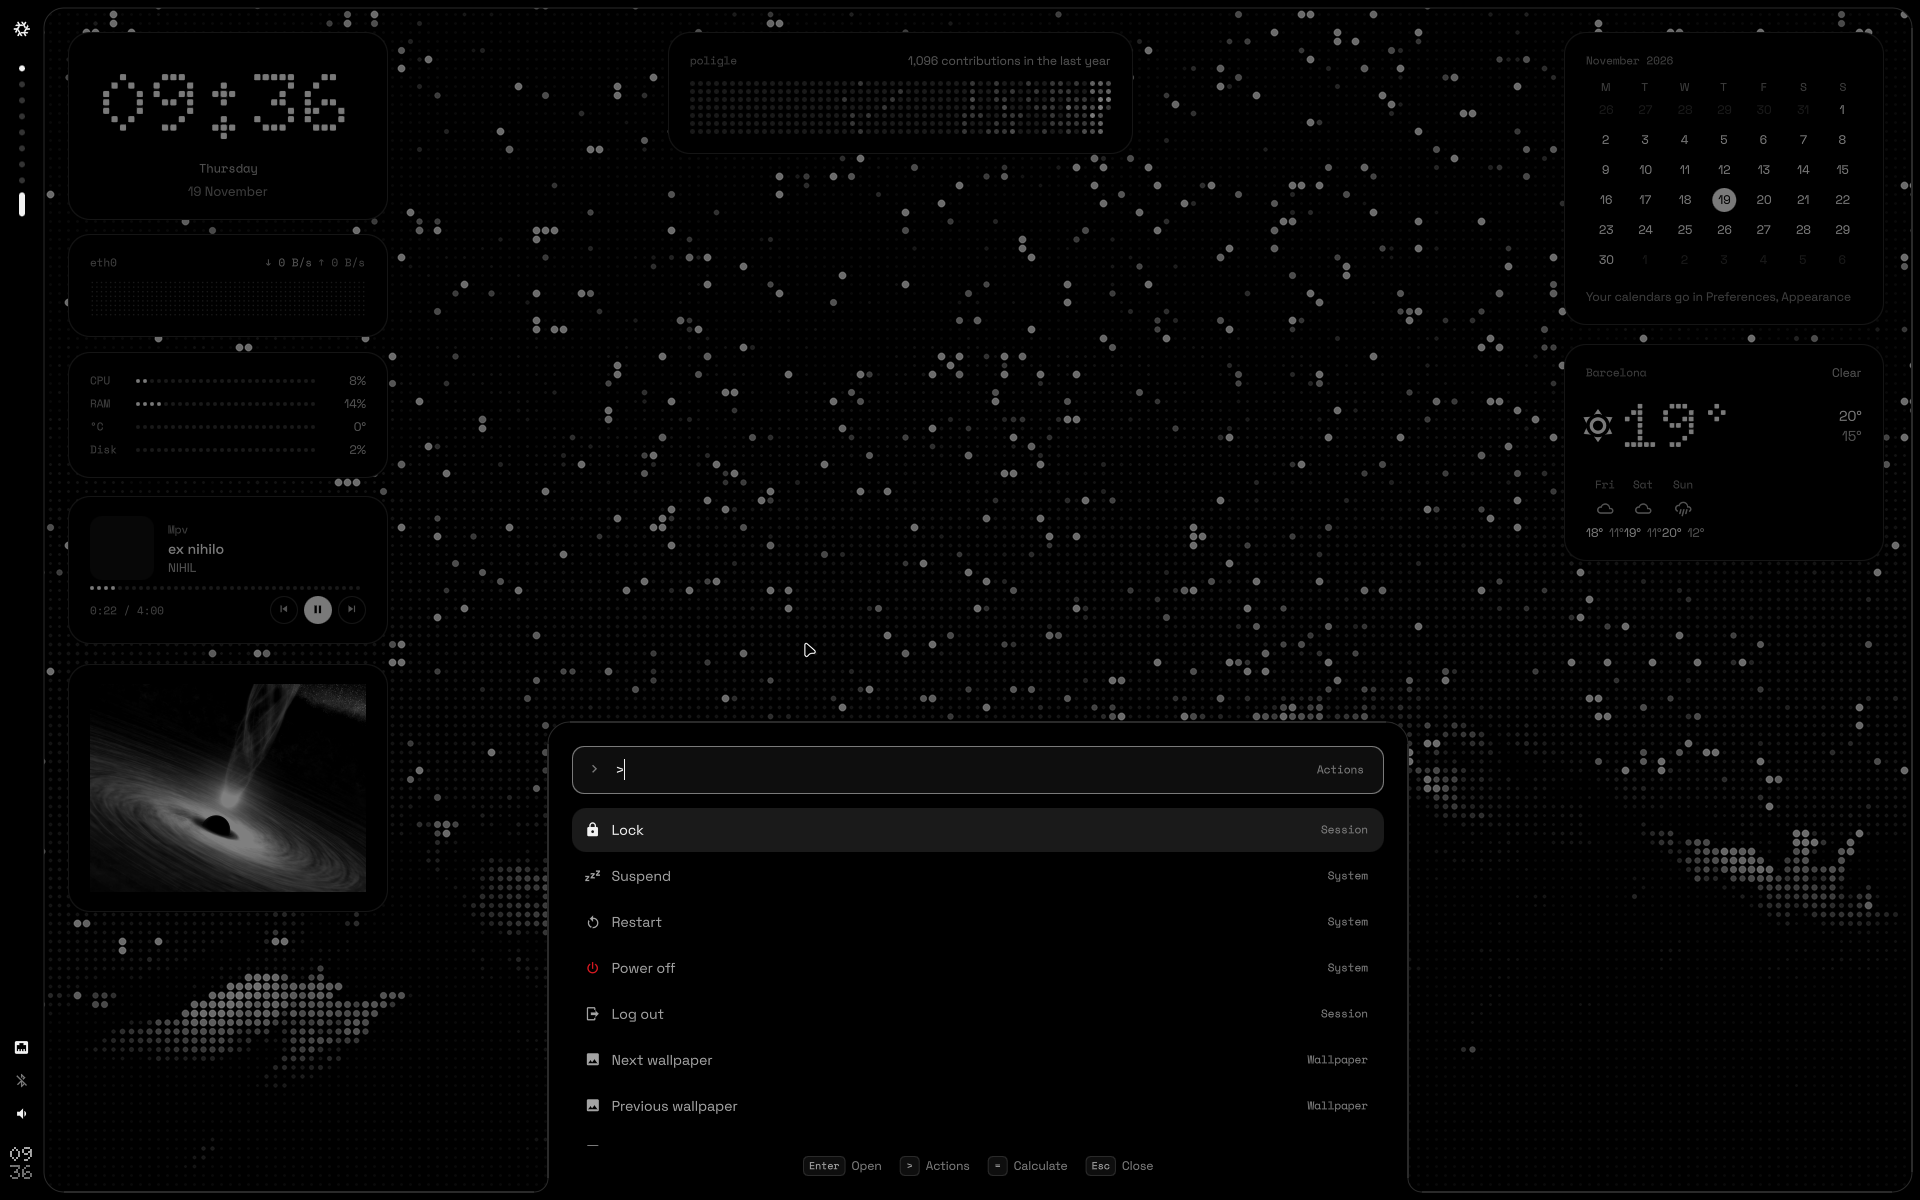 09:36
Thursday
19 November
eth0 ↓ 0 B/s ↑ 0 B/s
CPU 8%
RAM 14%
°C 0°
Disk 2%
Mpv
ex nihilo
NIHIL
0:22 / 4:00
poligle 1,096 contributions in the last year
November 2026
M T W T F S S
26 27 28 29 30 31 1
2 3 4 5 6 7 8
9 10 11 12 13 14 15
16 17 18 19 20 21 22
23 24 25 26 27 28 29
30 1 2 3 4 5 6
Your calendars go in Preferences, Appearance
Barcelona Clear
19° 20°
15°
Fri Sat Sun
18° 11° 19° 11° 20° 12°
> Actions
Lock Session
Suspend System
Restart System
Power off System
Log out Session
Next wallpaper Wallpaper
Previous wallpaper Wallpaper
Enter Open > Actions = Calculate Esc Close
09
36